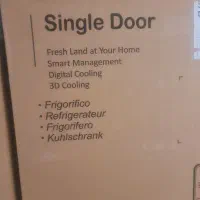 Single Door
Fresh Land at Your Home
Smart Management
Digital Cooling
3D Cooling
• Frigorifico
• Refrigerateur
• Frigorifero
• Kuhlschrank